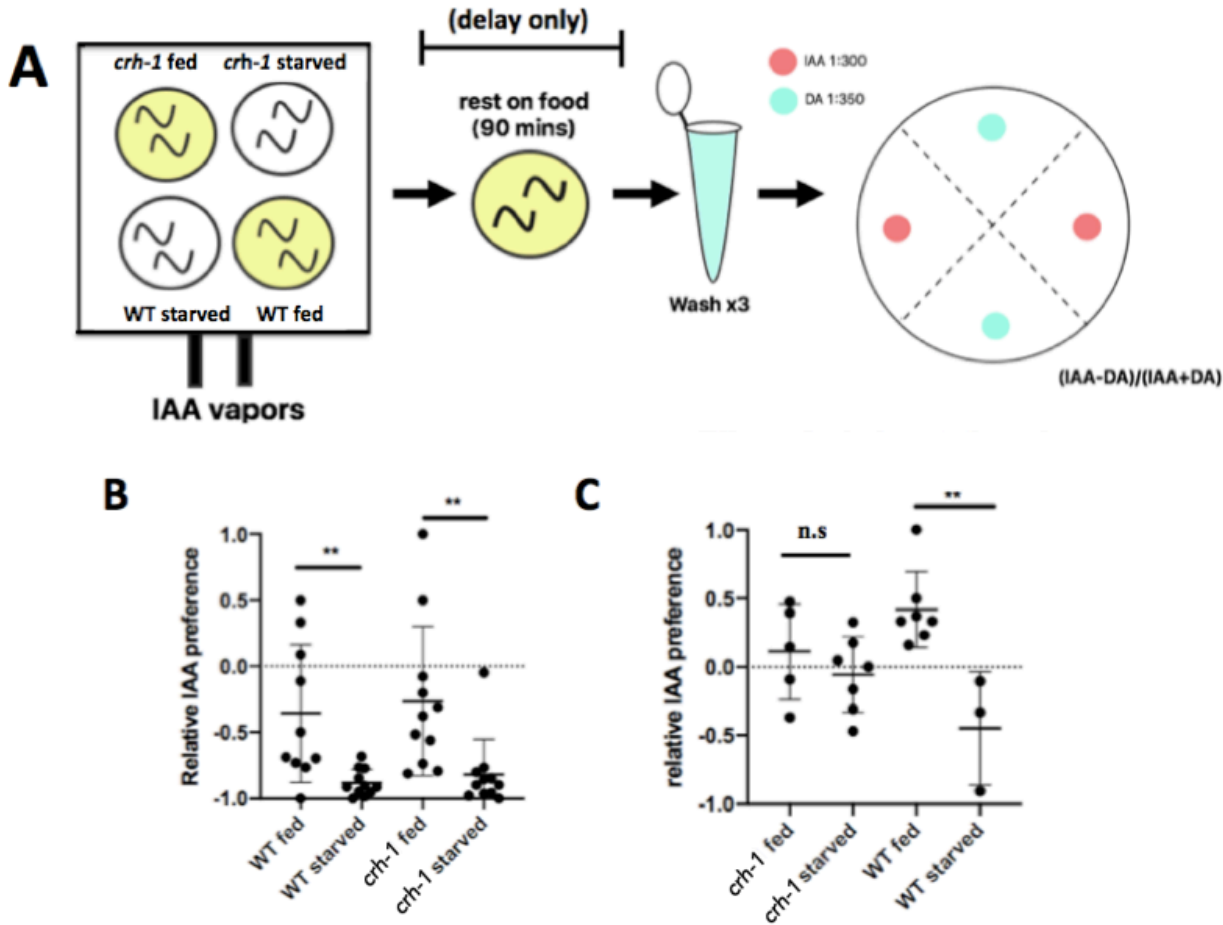 A
crh-1 fed
crh-1 starved
WT starved
WT fed
IAA vapors
(delay only)
rest on food
(90 mins)
Wash x3
IAA 1:300
DA 1:350
(IAA-DA)/(IAA+DA)
B
Relative IAA preference
1.0
0.5
0.0
-0.5
-1.0
**
**
WT fed
WT starved
crh-1 fed
crh-1 starved
C
relative IAA preference
1.0
0.5
0.0
-0.5
-1.0
n.s
**
crh-1 fed
crh-1 starved
WT fed
WT starved